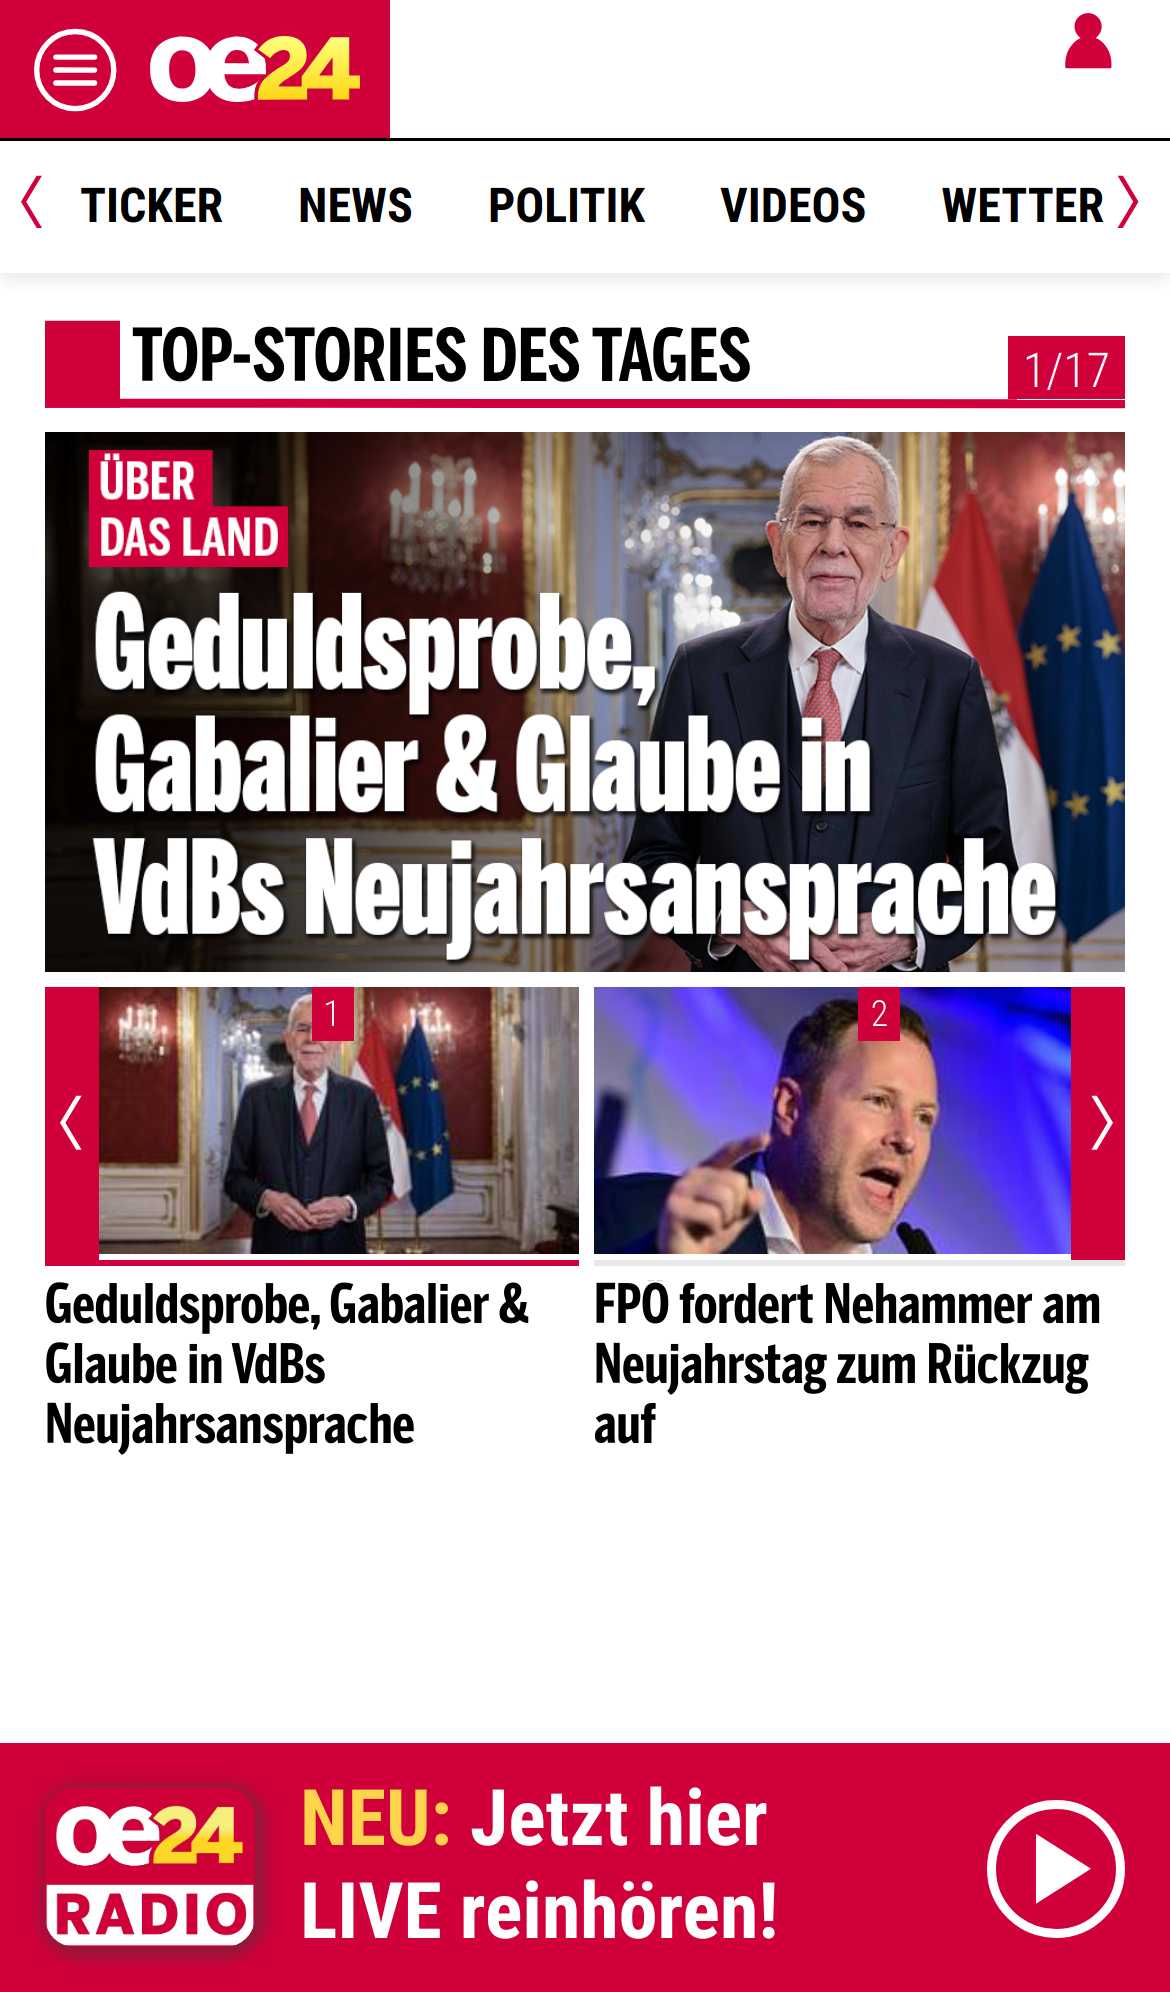 oe24
TICKER
NEWS
POLITIK
VIDEOS
WETTER
TOP-STORIES DES TAGES
1/17
ÜBER
DAS LAND
Geduldsprobe,
Gabalier & Glaube in
VdBs Neujahrsansprache
1
Geduldsprobe, Gabalier &
Glaube in VdBs
Neujahrsansprache
2
FPÖ fordert Nehammer am
Neujahrstag zum Rückzug
auf
oe24
RADIO
NEU: Jetzt hier
LIVE reinhören!